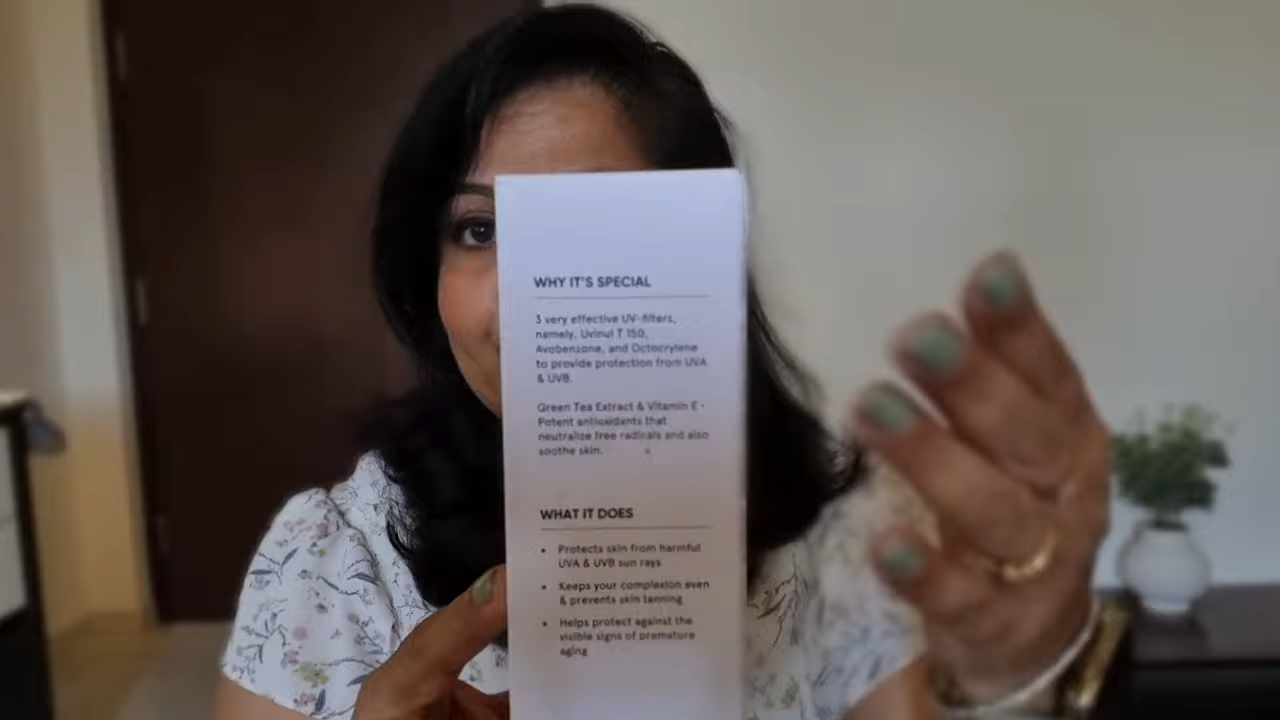 WHY IT'S SPECIAL
3 very effective UV-filters,
namely, Uvinul T 150,
Avobenzone, and Octocrylene
to provide protection from UVA
& UVB.
Green Tea Extract & Vitamin E -
Potent antioxidants that
neutralize free radicals and also
soothe skin.
WHAT IT DOES
• Protects skin from harmful
UVA & UVB sun rays
• Keeps your complexion even
& prevents skin tanning
• Helps protect against the
visible signs of premature
aging